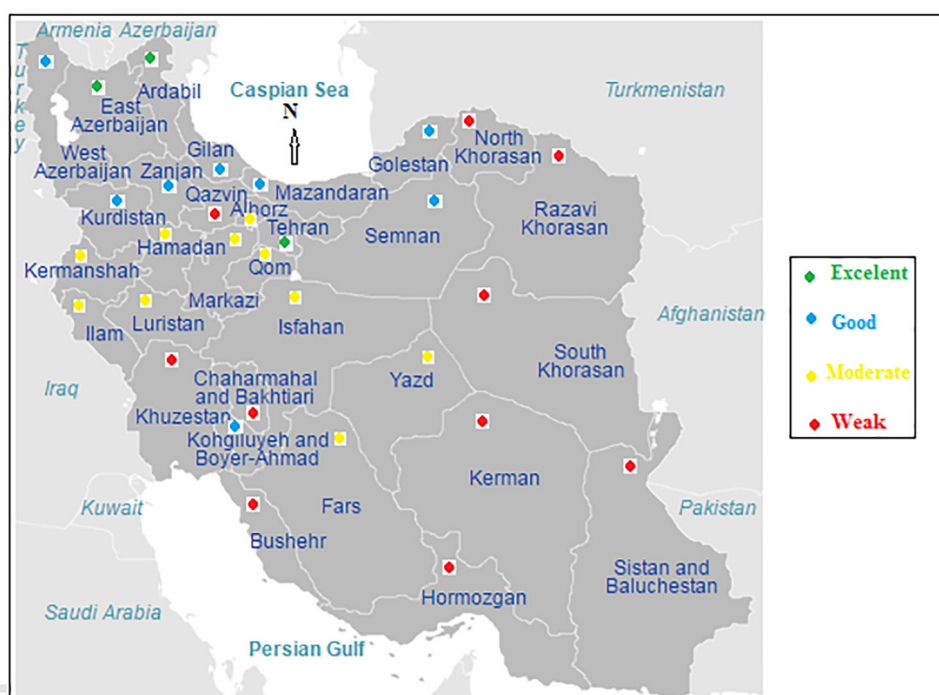 Armenia Azerbaijan
Turkey
Ardabil
East
Azerbaijan
Caspian Sea
N
Turkmenistan
West
Azerbaijan
Gilan
Zanjan
Golestan
North
Khorasan
Qazvin
Mazandaran
Kurdistan
Alborz
Tehran
Semnan
Razavi
Khorasan
Hamadan
Kermanshah
Qom
Markazi
Luristan
Ilam
Isfahan
Afghanistan
South
Khorasan
Yazd
Iraq
Chaharmahal
and Bakhtiari
Khuzestan
Kohgiluyeh and
Boyer-Ahmad
Kerman
Fars
Kuwait
Pakistan
Bushehr
Sistan and
Baluchestan
Hormozgan
Saudi Arabia
Persian Gulf
Excelent
Good
Moderate
Weak